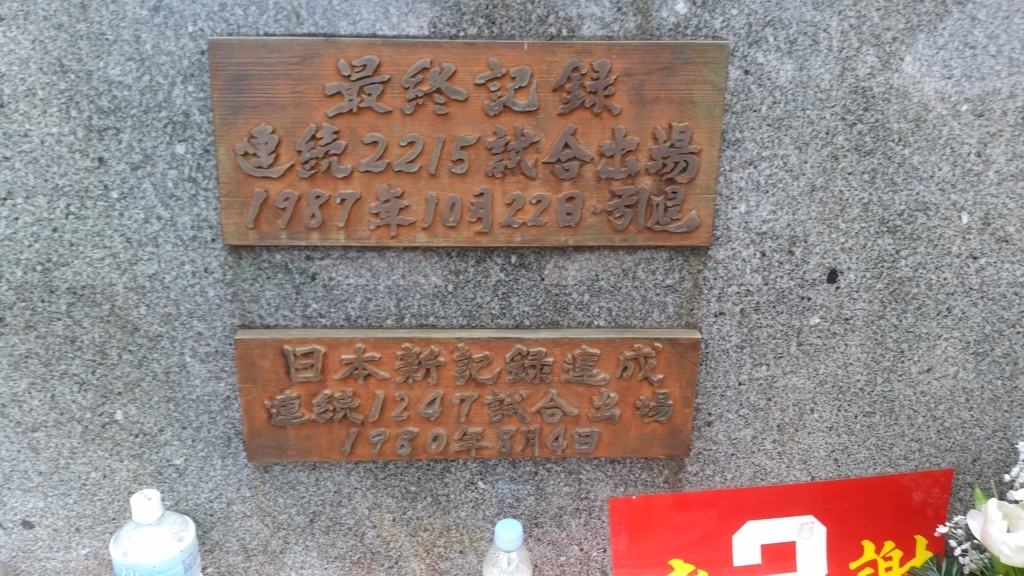 最終記録
連続2215試合出場
1987年10月22日引退
日本新記録達成
連続1247試合出場
1980年8月4日
3
謝